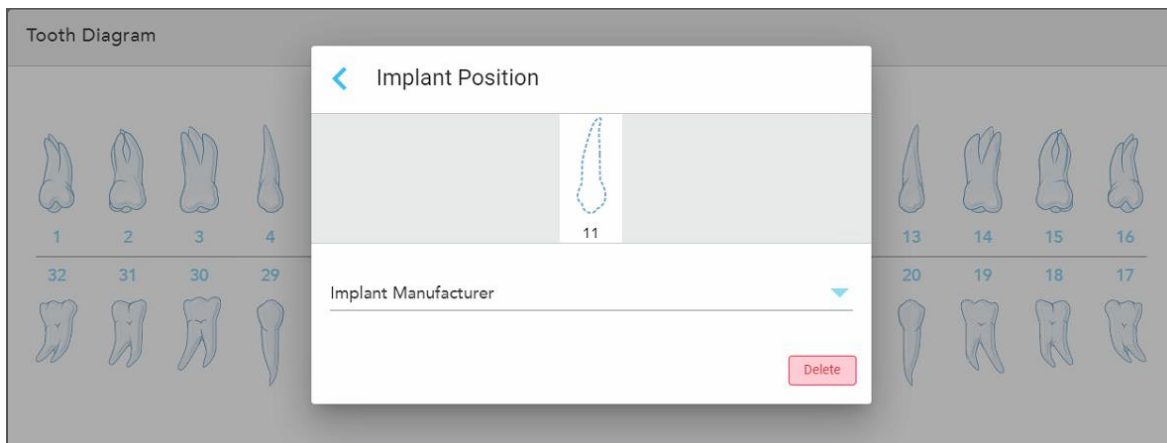 Tooth Diagram
Implant Position
11
1 2 3 4 13 14 15 16
32 31 30 29 20 19 18 17
Implant Manufacturer
Delete